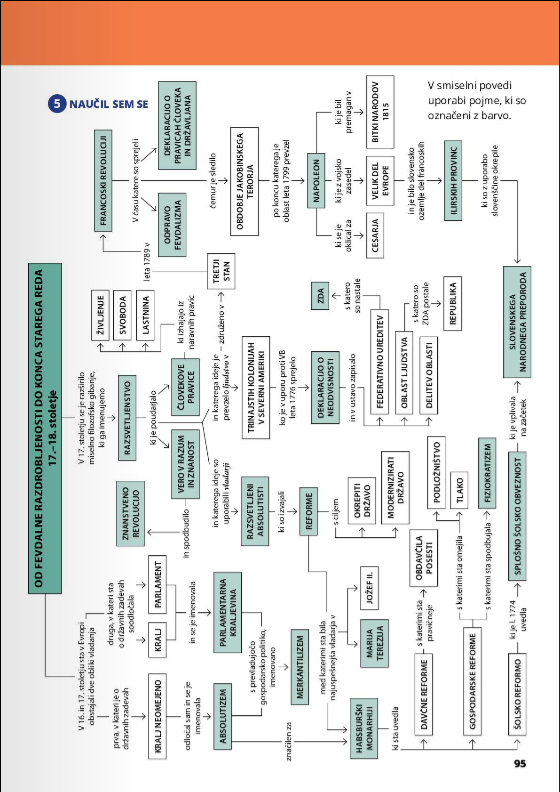 5 NAUČIL SEM SE
V smiselni povedi
uporabi pojme, ki so
označeni z barvo.
OD FEVDALNE RAZDROBLJENOSTI DO KONCA STAREGA REDA
17.–18. stoletje
V 16. in 17. stoletju sta v Evropi
obstajali dve obliki vladanja
prva, v kateri je o
državnih zadevah
KRALJ NEOMEJENO
odločal sam in se je
imenovala
ABSOLUTIZEM
druga, v kateri sta
o državnih zadevah
soodločala
KRALJ
PARLAMENT
in se je imenovala
PARLAMENTARNA
KRALJEVINA
s prevladujočo
gospodarsko politiko,
imenovano
MERKANTILIZEM
značilen za
med katerimi sta bila
najuspešnejša vladarja v
MARIJA
TEREZIJA
JOŽEF II.
HABSBURŠKI
MONARHIJI
ki sta uvedla
DAVČNE REFORME
s katerimi sta
pravičneje
OBDAVČILA
POSESTI
GOSPODARSKE REFORME
s katerimi sta omejila
PODLOŽNIŠTVO
TLAKO
s katerimi sta spodbujala
FIZIOKRATIZEM
ŠOLSKO REFORMO
ki je l. 1774
uvedla
SPLOŠNO ŠOLSKO OBVEZNOST
ki je vplivala
na začetek
SLOVENSKEGA
NARODNEGA PREPORODA
V 17. stoletju se je razširilo
miselno filozofsko gibanje,
ki ga imenujemo
RAZSVETLJENSTVO
ki je poudarjalo
VERO V RAZUM
IN ZNANOST
in spodbudilo
ZNANSTVENO
REVOLUCIJO
ČLOVEKOVE
PRAVICE
ki izhajajo iz
naravnih pravic
ŽIVLJENJE
SVOBODA
LASTNINA
in katerega ideje so
uporabili vladarji
RAZSVETLJENI
ABSOLUTISTI
ki so izvajali
REFORME
s ciljem
OKREPITI
DRŽAVO
MODERNIZIRATI
DRŽAVO
in katerega ideje je
prevzelo ljudstvo v
združeno v
TRETJI
STAN
TRINAJSTIH KOLONIJAH
V SEVERNI AMERIKI
ko je v uporu proti VB
leta 1776 sprejelo
DEKLARACIJO O
NEODVISNOSTI
in v ustavo zapisalo
FEDERATIVNO UREDITEV
s katero
so nastale
ZDA
OBLAST LJUDSTVA
s katero so
ZDA postale
REPUBLIKA
DELITEV OBLASTI
leta 1789 v
FRANCOSKI REVOLUCIJI
V času katere so sprejeli
ODPRAVO
FEVDALIZMA
DEKLARACIJO O
PRAVICAH ČLOVEKA
IN DRŽAVLJANA
čemur je sledilo
OBDOBJE JAKOBINSKEGA
TERORJA
po koncu katerega je
oblast leta 1799 prevzel
NAPOLEON
ki se je
oklical za
CESARJA
ki je z vojsko
zasedel
VELIK DEL
EVROPE
ki je bil
premagan v
BITKI NARODOV
1815
in je bilo slovensko
ozemlje del francoskih
ILIRSKIH PROVINC
ki so z uporabo
slovenščine okrepile
95